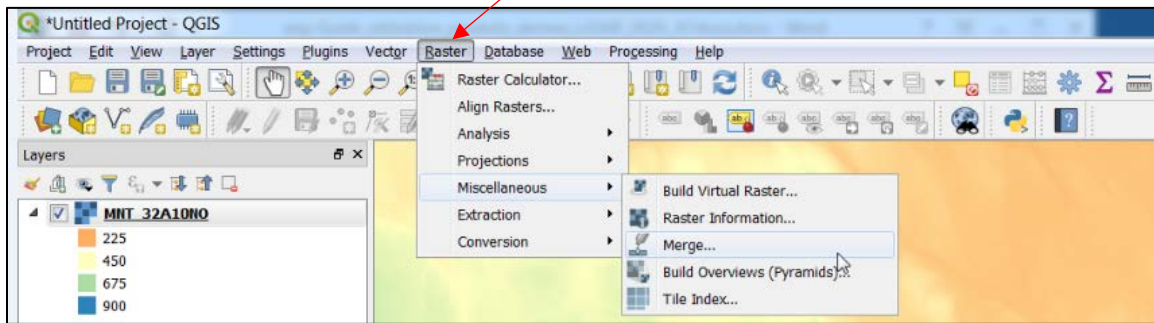 *Untitled Project - QGIS
Project Edit View Layer Settings Plugins Vector Raster Database Web Processing Help
Raster Calculator...
Align Rasters...
Analysis
Projections
Miscellaneous
Extraction
Conversion
Build Virtual Raster...
Raster Information...
Merge...
Build Overviews (Pyramids)...
Tile Index...
Layers
MNT_32A10NO
225
450
675
900